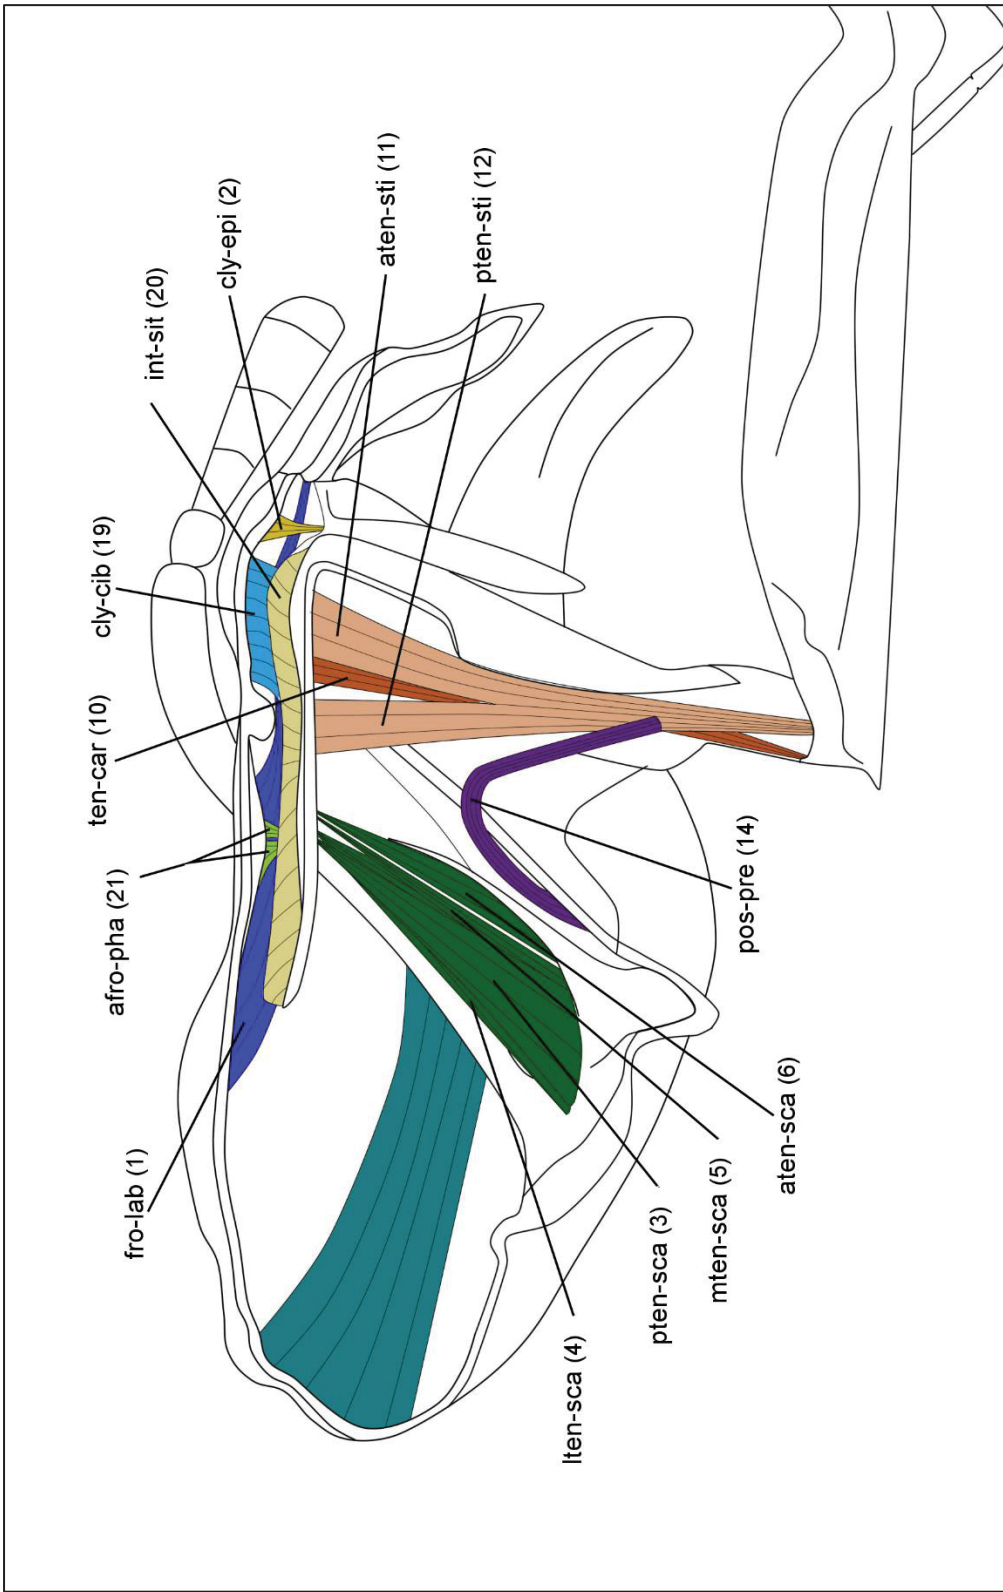 ten-car (10)
cly-cib (19)
afro-pha (21)
fro-lab (1)
int-sit (20)
cly-epi (2)
aten-sti (11)
pten-sti (12)
lten-sca (4)
pten-sca (3)
mten-sca (5)
pos-pre (14)
aten-sca (6)